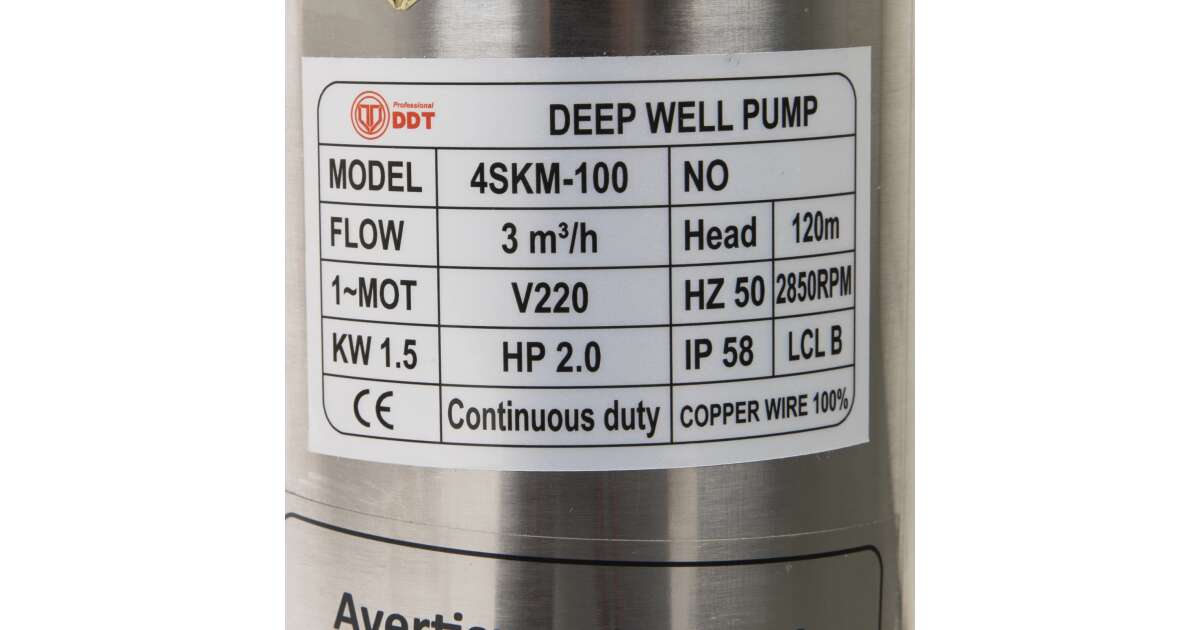 Professional
DDT
DEEP WELL PUMP
MODEL 4SKM-100 NO
FLOW 3 m³/h Head 120m
1~MOT V220 HZ 50 2850RPM
KW 1.5 HP 2.0 IP 58 LCL B
CE Continuous duty COPPER WIRE 100%